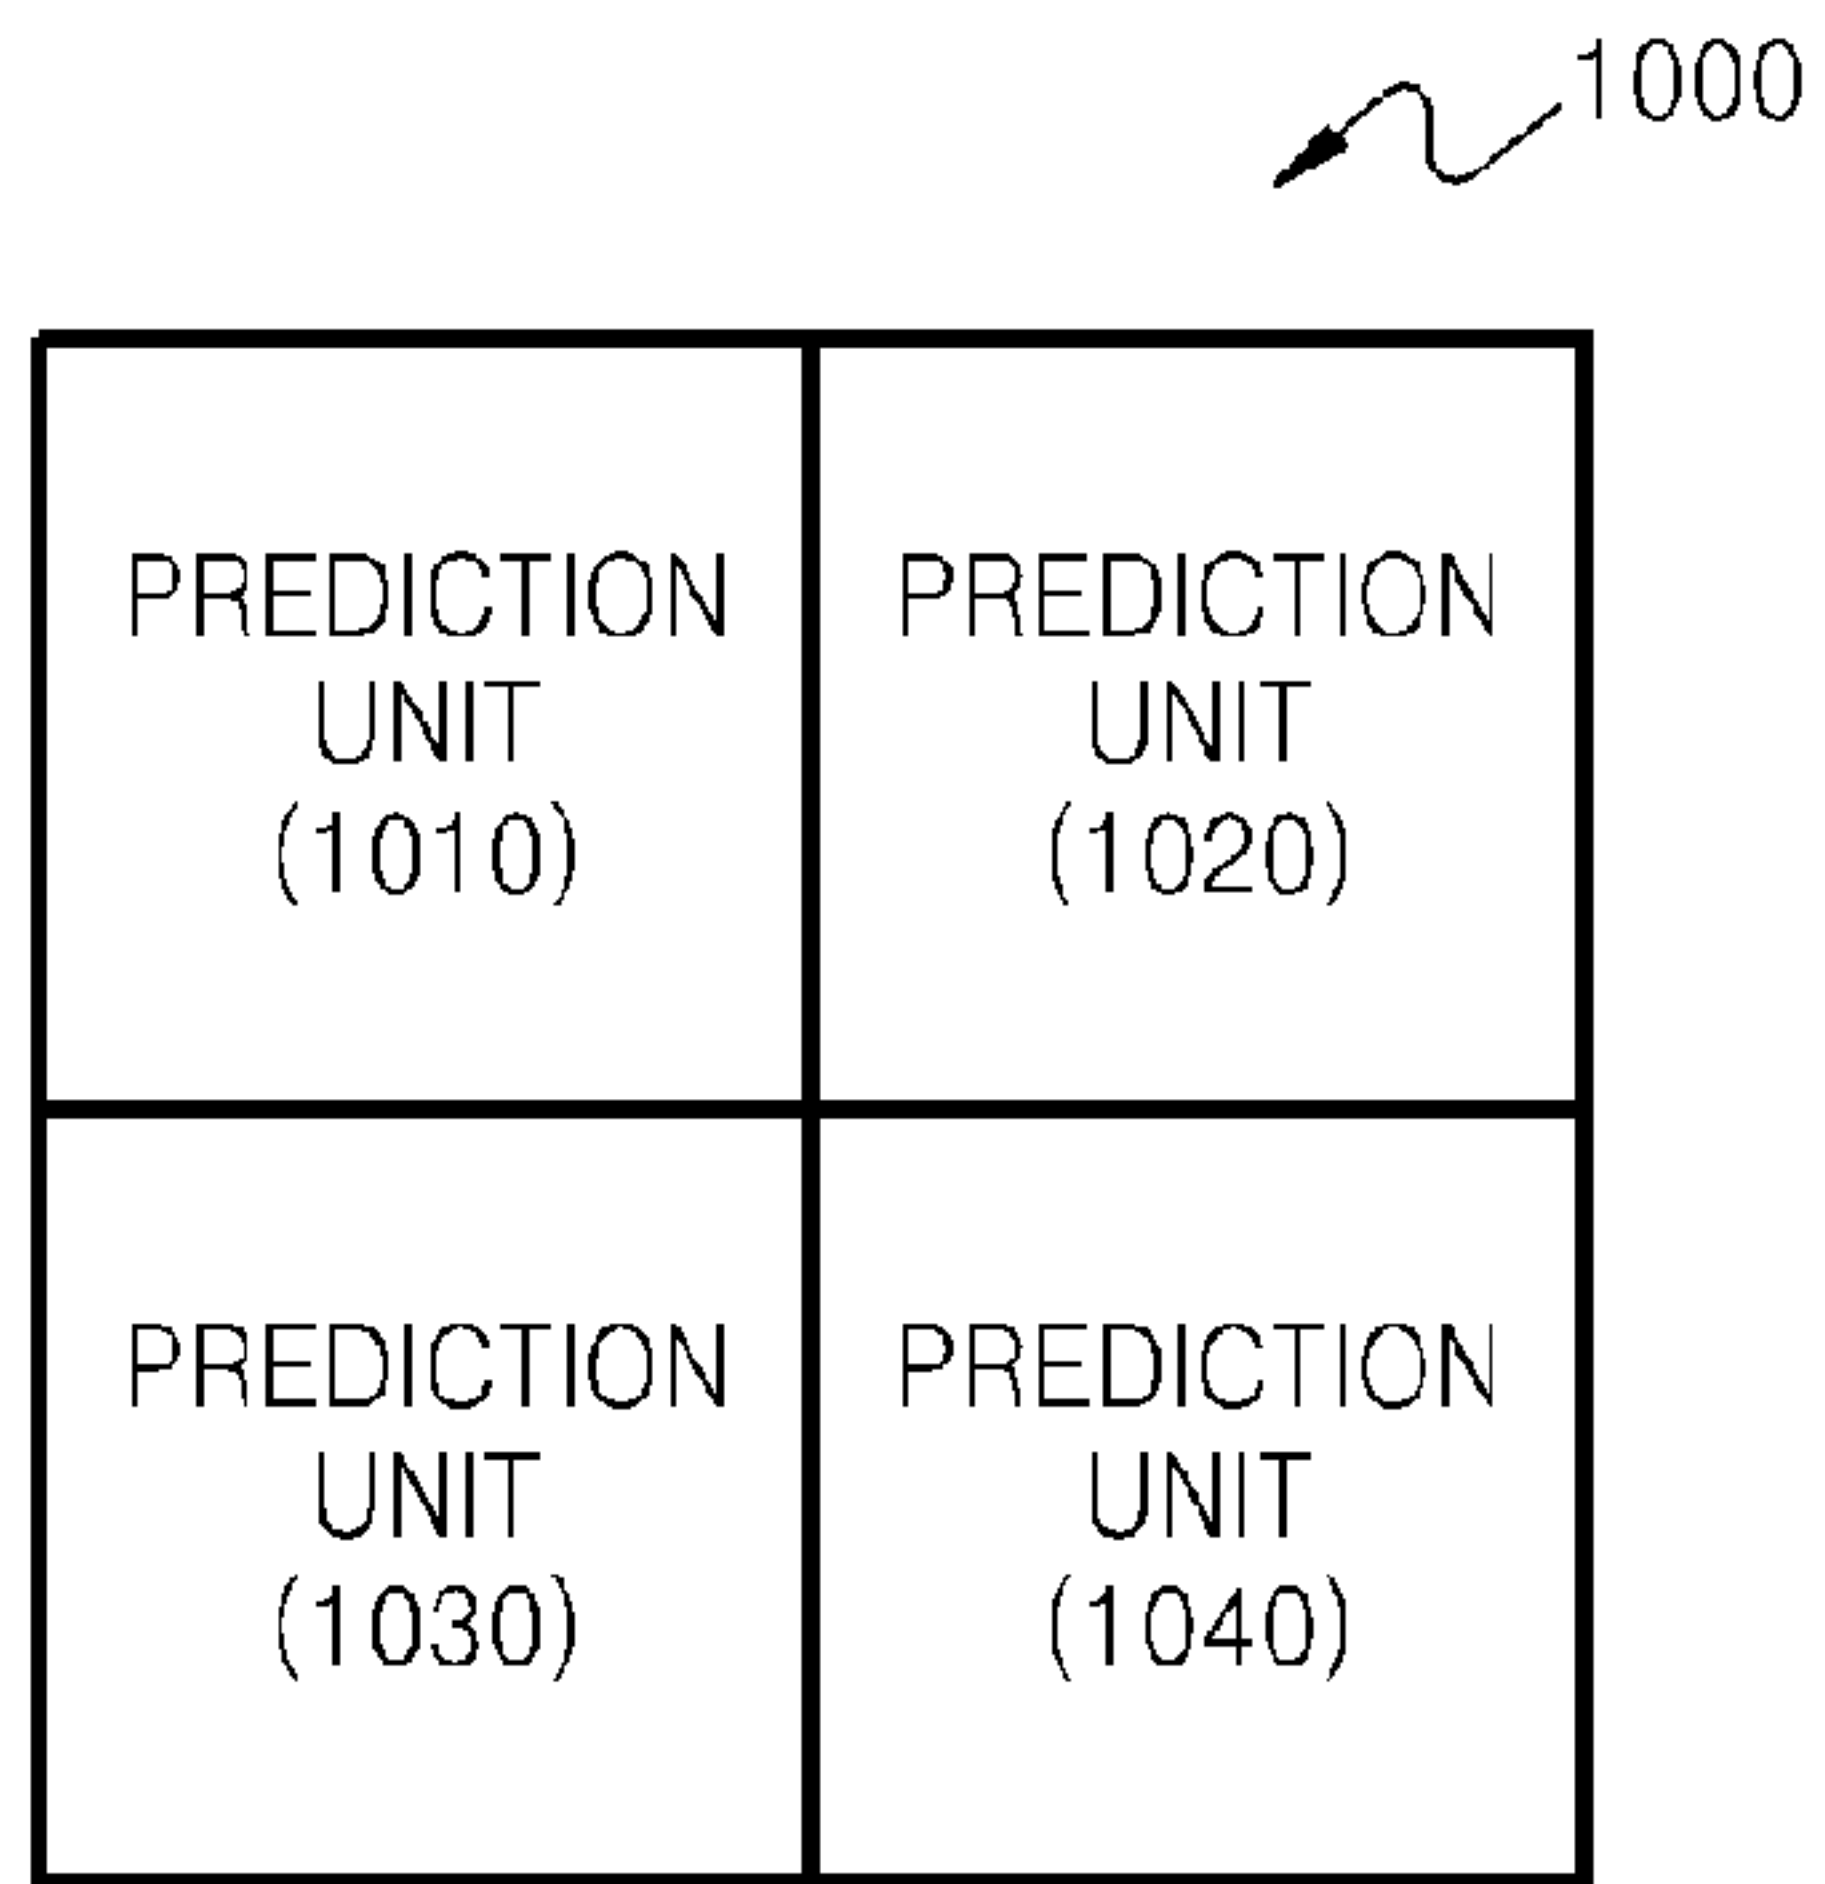 1000
PREDICTION
UNIT
(1010)
PREDICTION
UNIT
(1020)
PREDICTION
UNIT
(1030)
PREDICTION
UNIT
(1040)